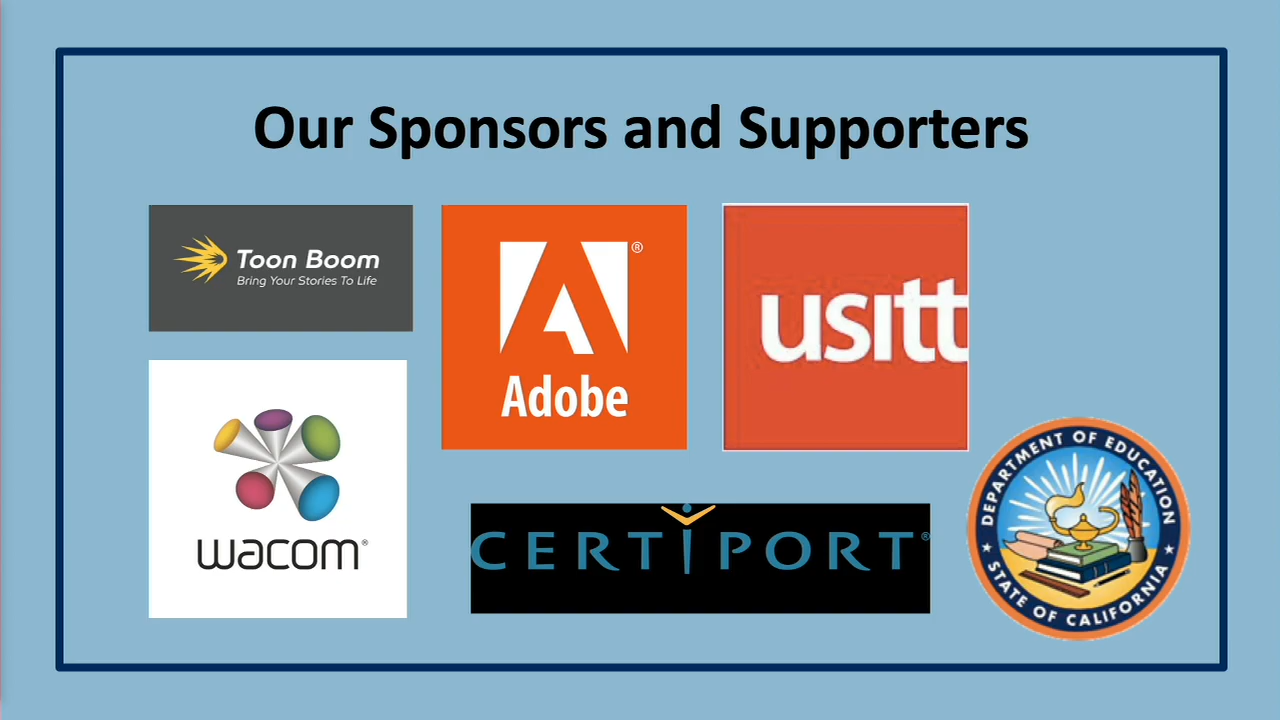 Our Sponsors and Supporters
Toon Boom
Bring Your Stories To Life
Adobe®
usitt
wacom®
CERTIPORT®
DEPARTMENT OF EDUCATION
STATE OF CALIFORNIA